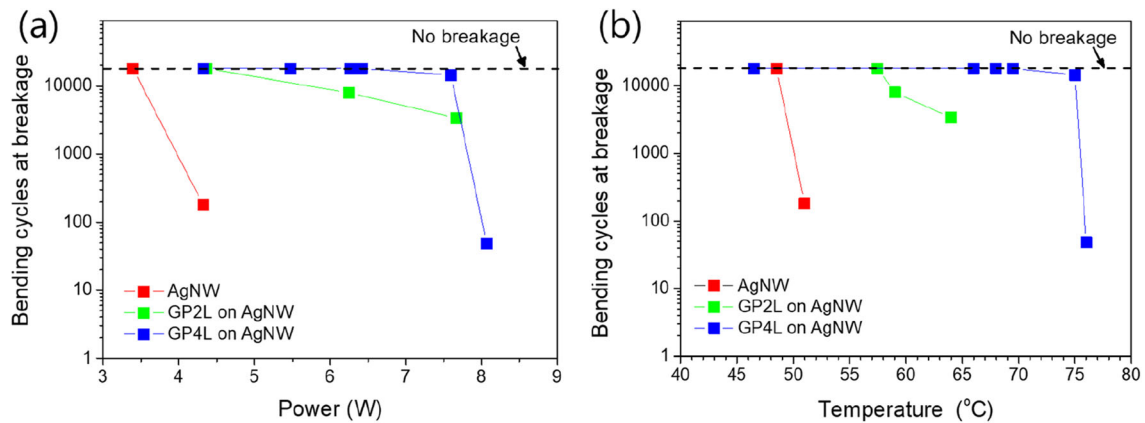 (a)
No breakage
Bending cycles at breakage
10000
1000
100
10
1
AgNW
GP2L on AgNW
GP4L on AgNW
3 4 5 6 7 8 9
Power (W)
(b)
No breakage
Bending cycles at breakage
10000
1000
100
10
1
AgNW
GP2L on AgNW
GP4L on AgNW
40 45 50 55 60 65 70 75 80
Temperature (°C)